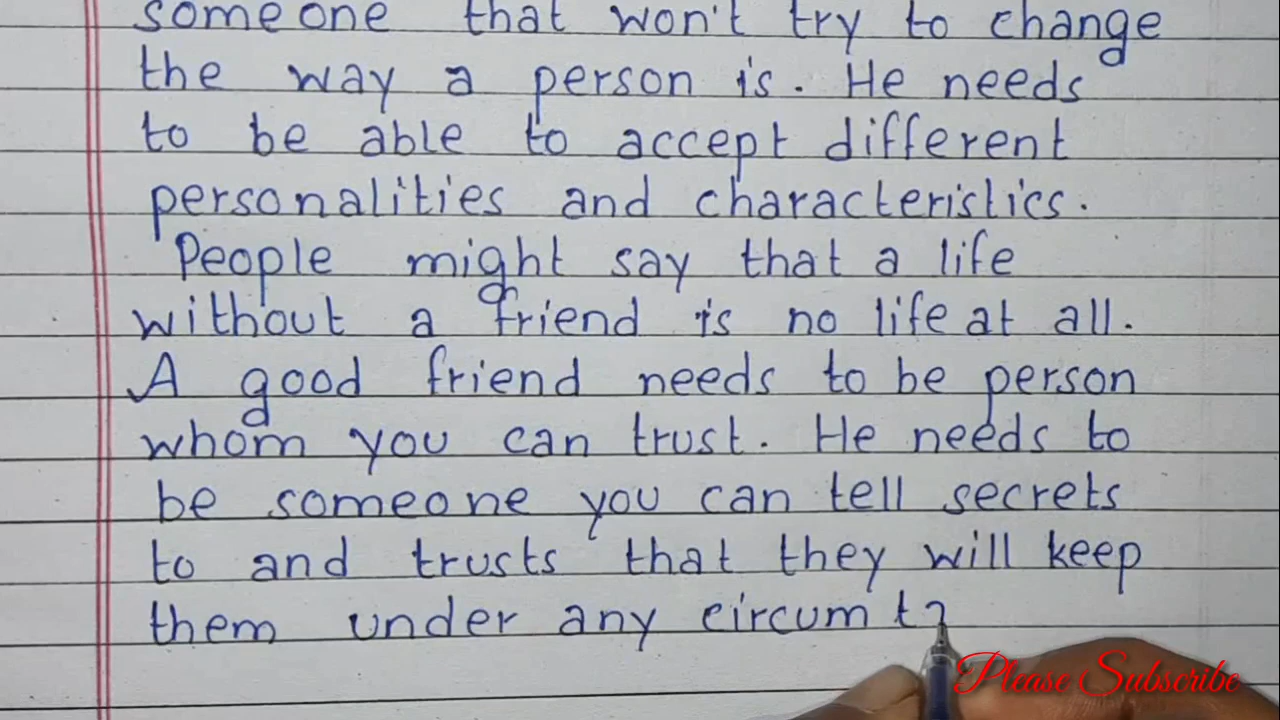 someone that won't try to change
the way a person is. He needs
to be able to accept different
personalities and characteristics.
People might say that a life
without a friend is no life at all.
A good friend needs to be person
whom you can trust. He needs to
be someone you can tell secrets
to and trusts that they will keep
them under any circum t
Please Subscribe